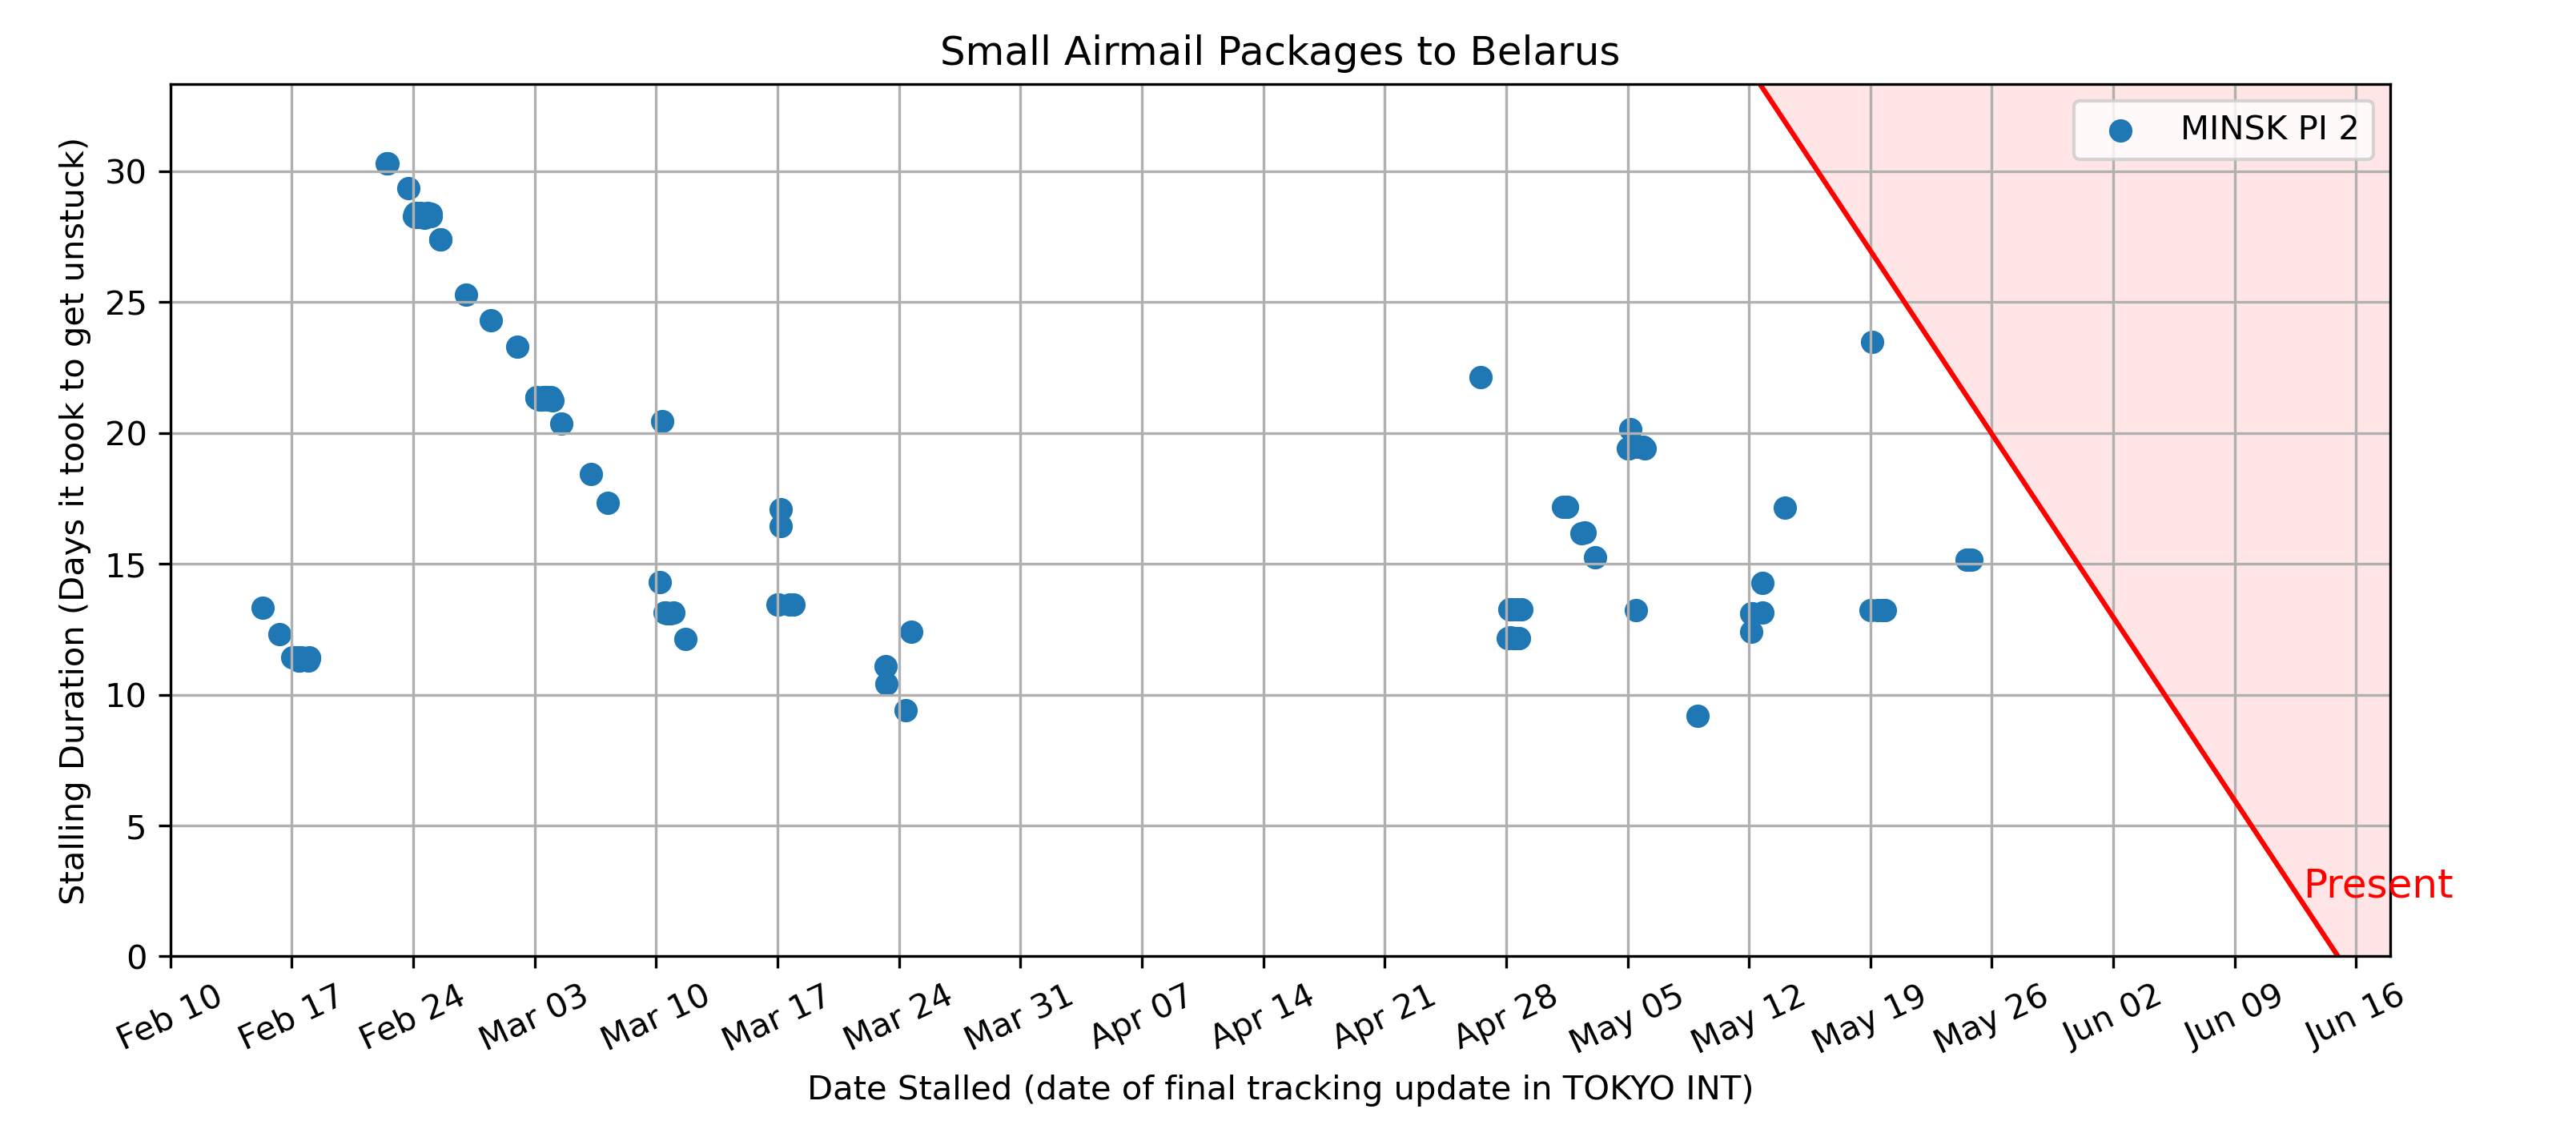 Small Airmail Packages to Belarus
MINSK PI 2
Stalling Duration (Days it took to get unstuck)
30
25
20
15
10
5
0
Present
Feb 10
Feb 17
Feb 24
Mar 03
Mar 10
Mar 17
Mar 24
Mar 31
Apr 07
Apr 14
Apr 21
Apr 28
May 05
May 12
May 19
May 26
Jun 02
Jun 09
Jun 16
Date Stalled (date of final tracking update in TOKYO INT)